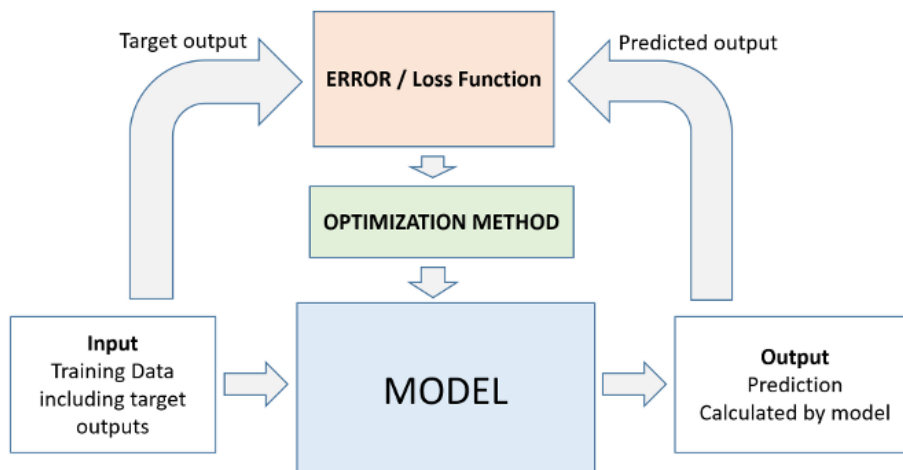 Target output
Predicted output
ERROR / Loss Function
OPTIMIZATION METHOD
Input
Training Data
including target
outputs
MODEL
Output
Prediction
Calculated by model